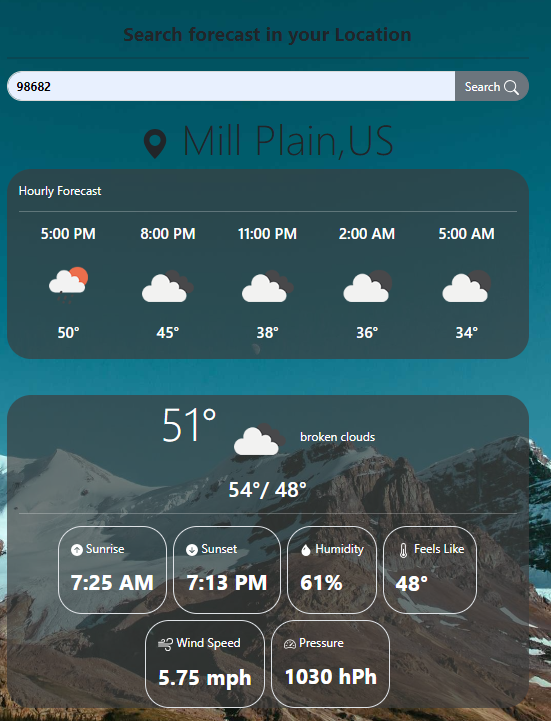 Search forecast in your Location
98682
Search
Mill Plain,US
Hourly Forecast
5:00 PM 8:00 PM 11:00 PM 2:00 AM 5:00 AM
50° 45° 38° 36° 34°
51° broken clouds
54°/ 48°
Sunrise Sunset Humidity Feels Like
7:25 AM 7:13 PM 61% 48°
Wind Speed Pressure
5.75 mph 1030 hPh